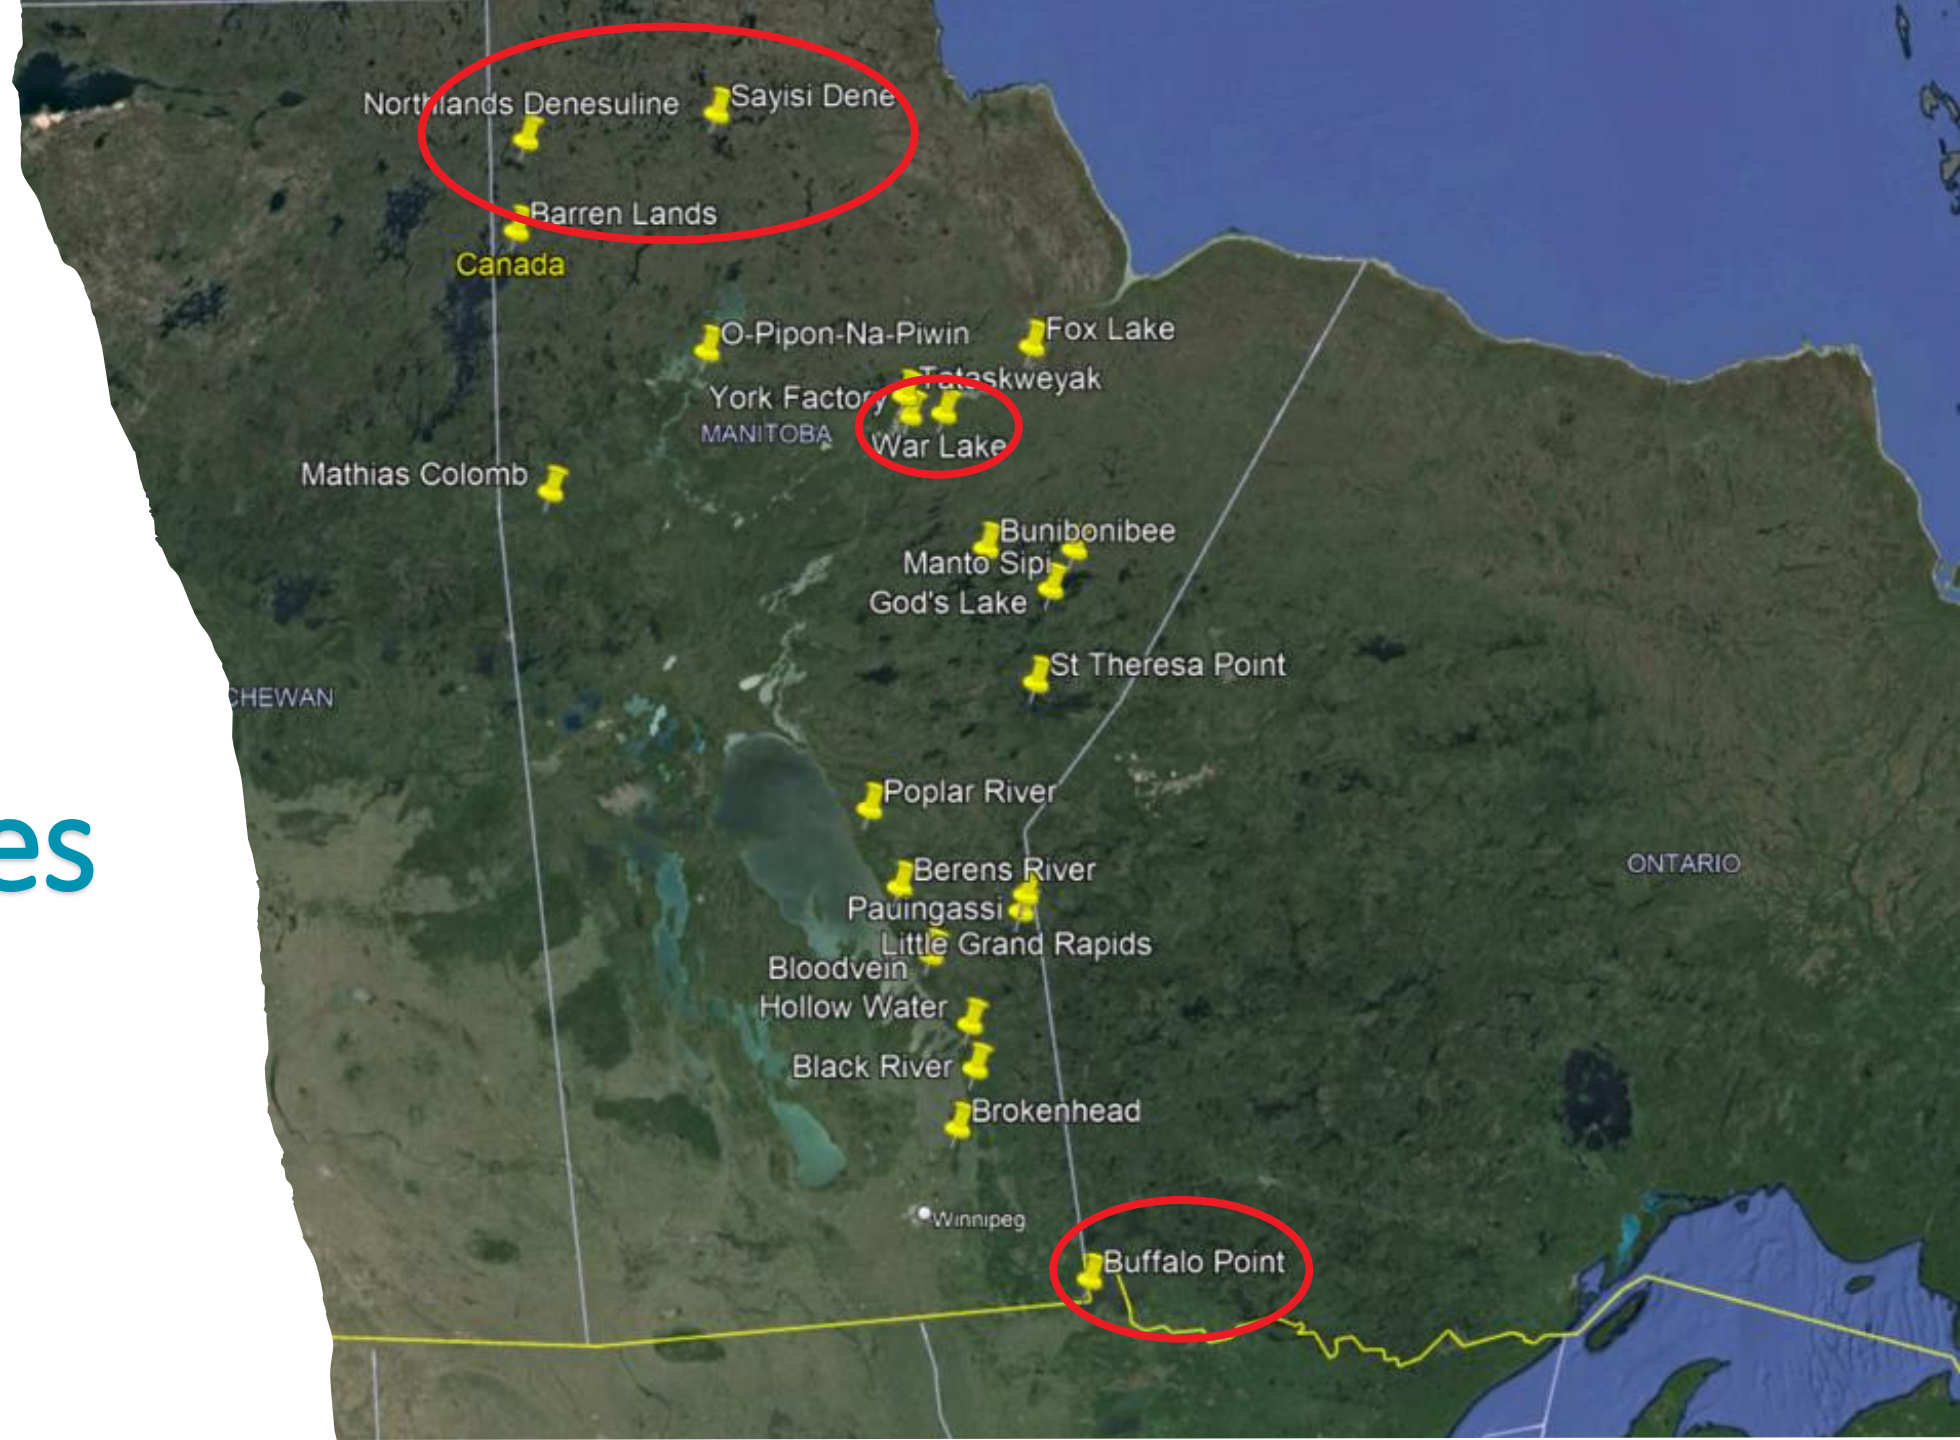 Sayisi Dene
Northlands Denesuline
Barren Lands
Canada
Fox Lake
O-Pipon-Na-Piwin
Tataskweyak
York Factory
MANITOBA
War Lake
Mathias Colomb
Bunibonibee
Manto Sipi
God's Lake
St Theresa Point
CHEWAN
Poplar River
es
ONTARIO
Berens River
Pauingassi
Little Grand Rapids
Bloodvein
Hollow Water
Black River
Brokenhead
Winnipeg
Buffalo Point